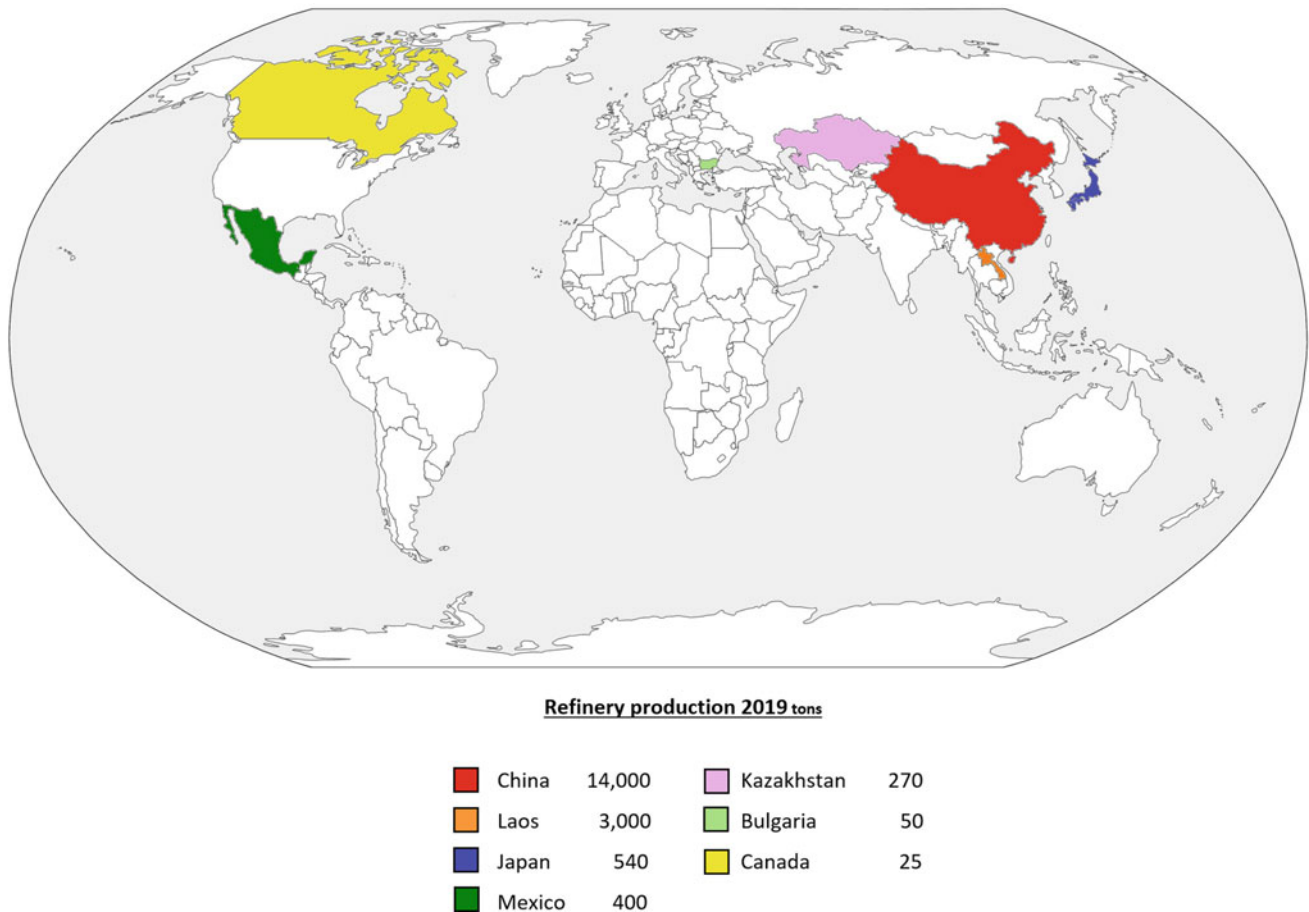 Refinery production 2019 tons
China 14,000
Laos 3,000
Japan 540
Mexico 400
Kazakhstan 270
Bulgaria 50
Canada 25